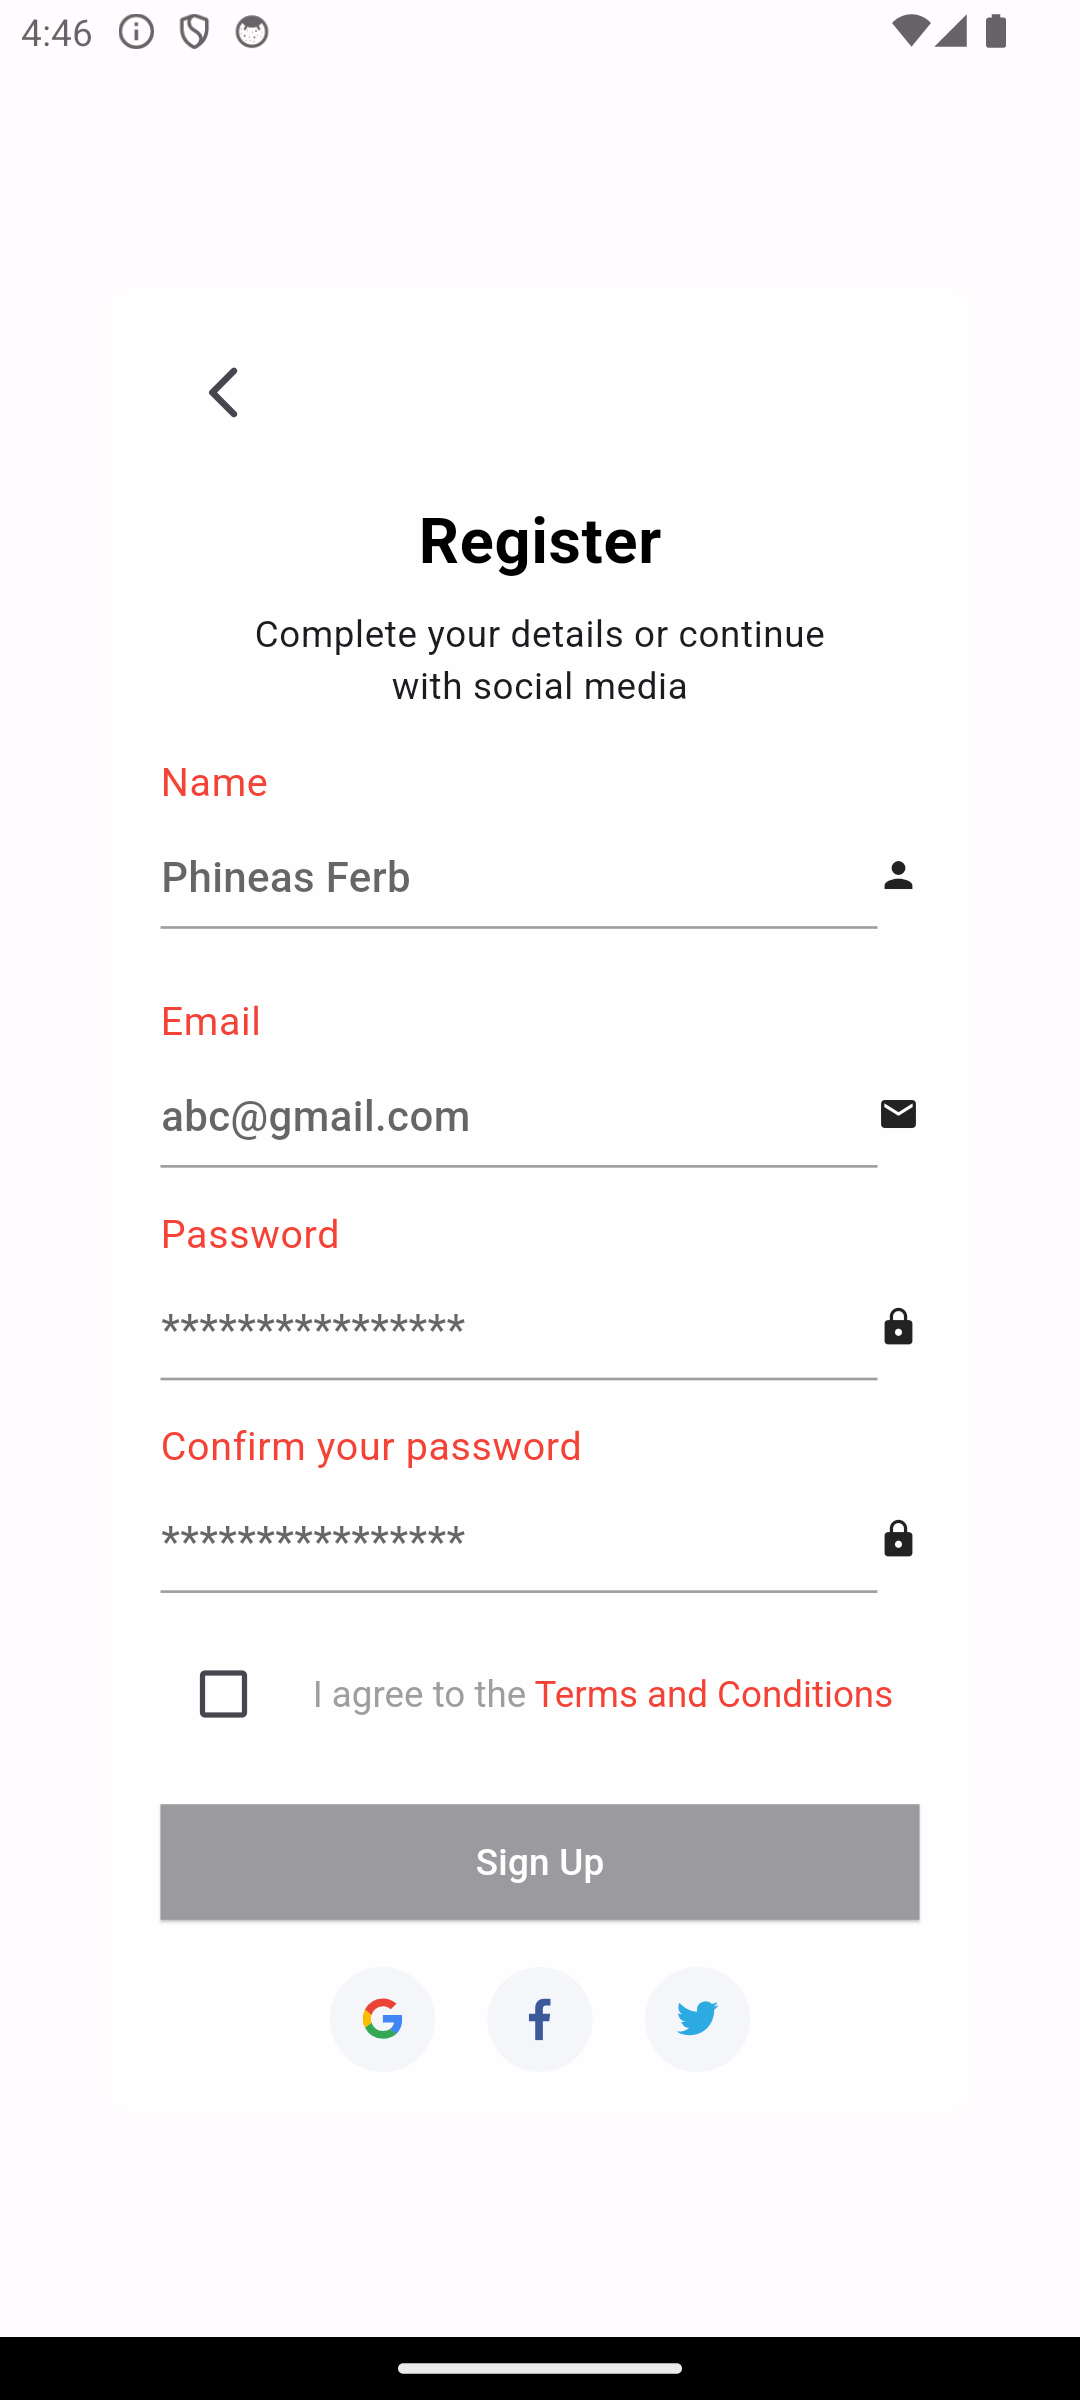 4:46
Register
Complete your details or continue
with social media
Name
Phineas Ferb
Email
abc@gmail.com
Password
****************
Confirm your password
****************
I agree to the Terms and Conditions
Sign Up